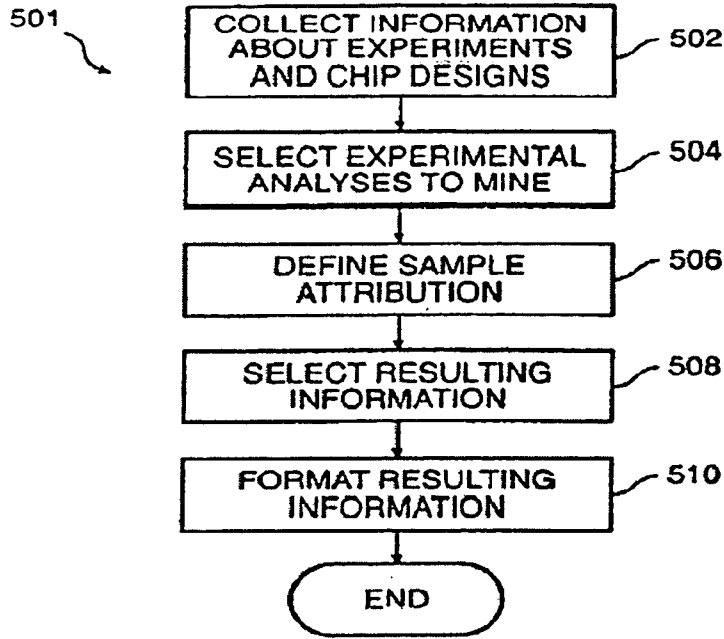 501
COLLECT INFORMATION
ABOUT EXPERIMENTS
AND CHIP DESIGNS
502
SELECT EXPERIMENTAL
ANALYSES TO MINE
504
DEFINE SAMPLE
ATTRIBUTION
506
SELECT RESULTING
INFORMATION
508
FORMAT RESULTING
INFORMATION
510
END